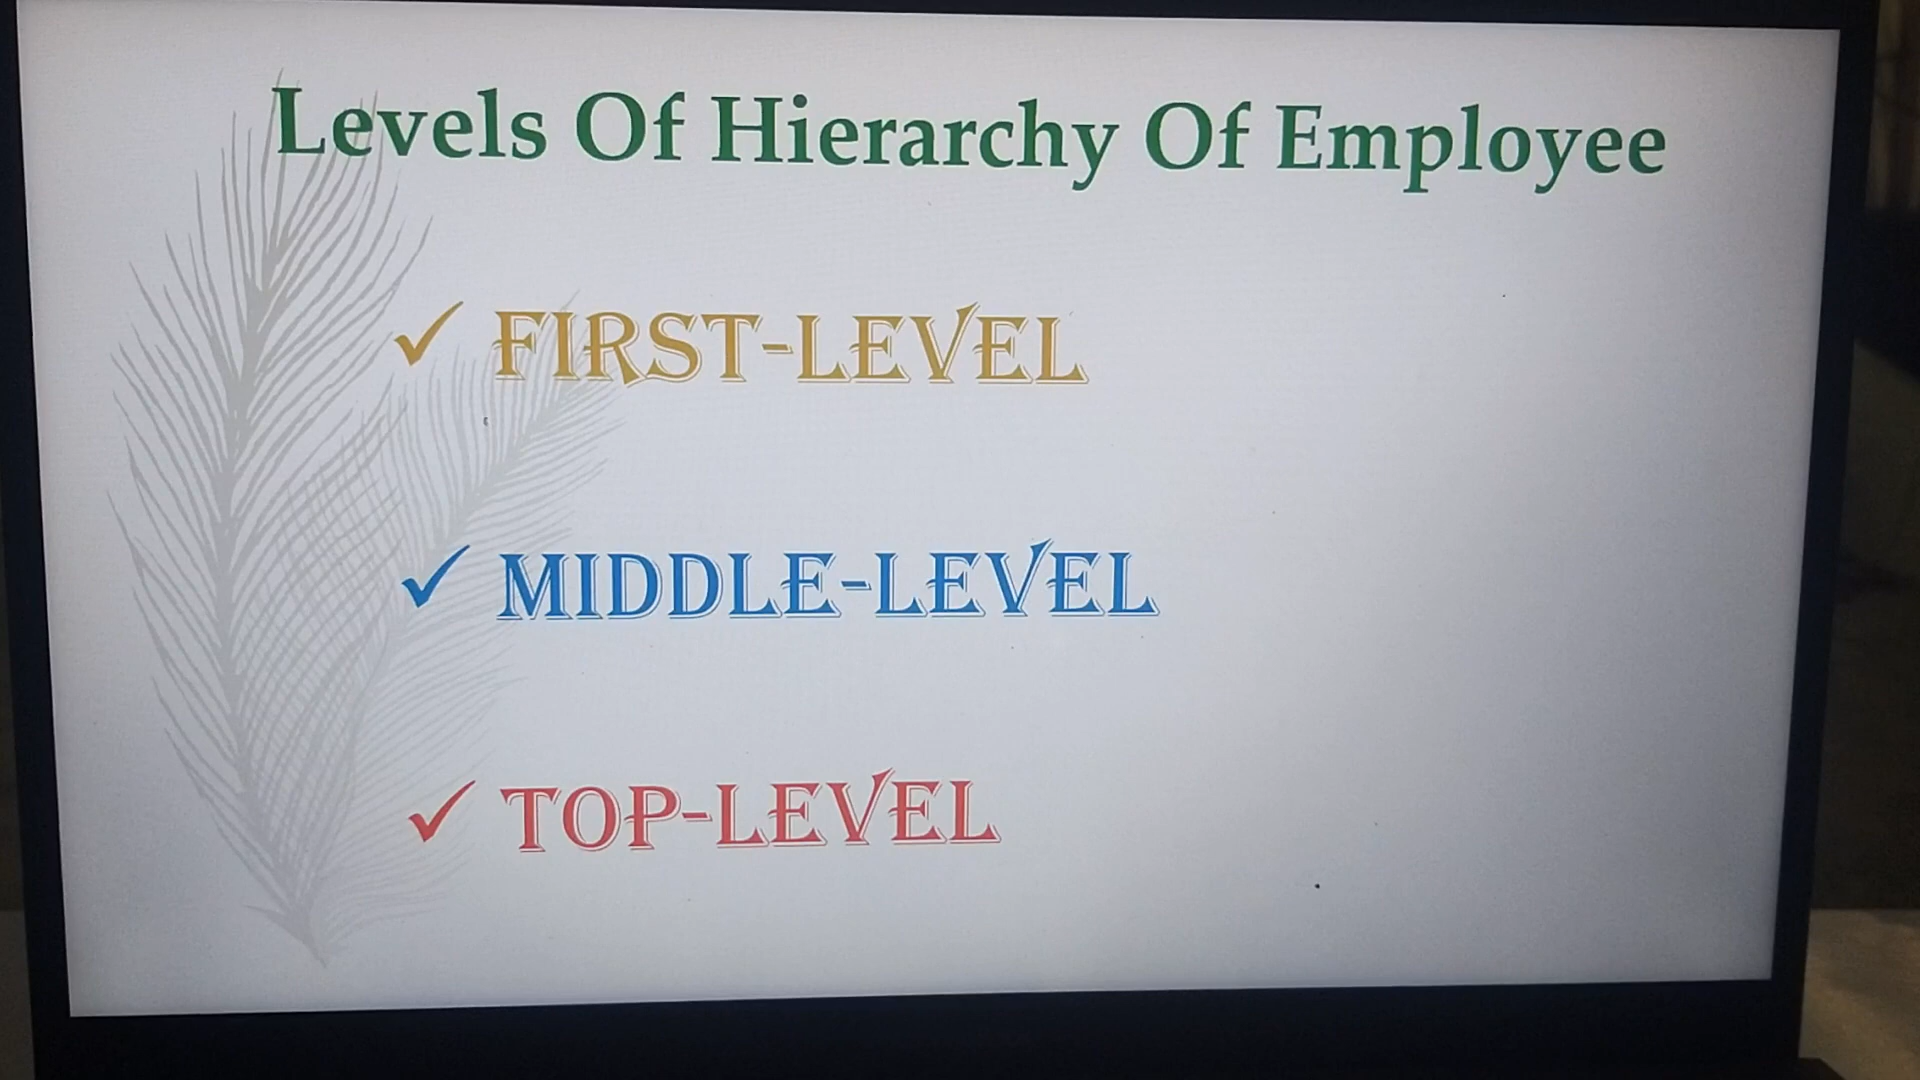 Levels Of Hierarchy Of Employee
✓ FIRST-LEVEL
✓ MIDDLE-LEVEL
✓ TOP-LEVEL